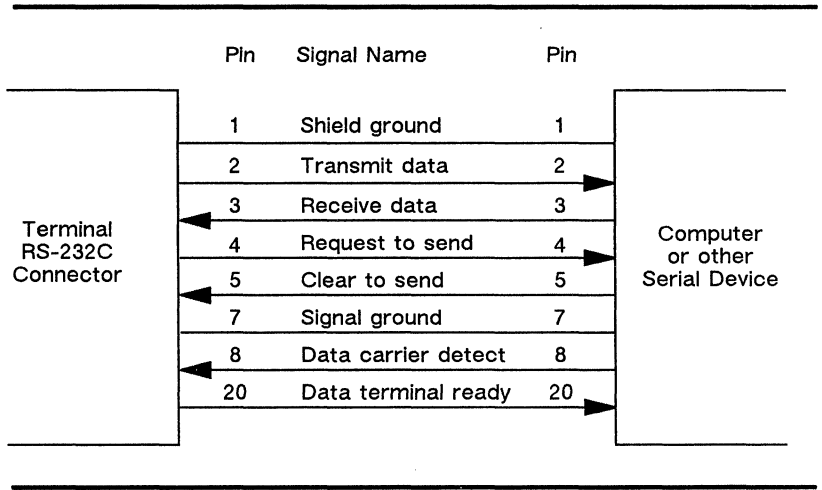 Pin Signal Name Pin
1 Shield ground 1
2 Transmit data 2
3 Receive data 3
4 Request to send 4
5 Clear to send 5
7 Signal ground 7
8 Data carrier detect 8
20 Data terminal ready 20
Terminal
RS-232C
Connector
Computer
or other
Serial Device